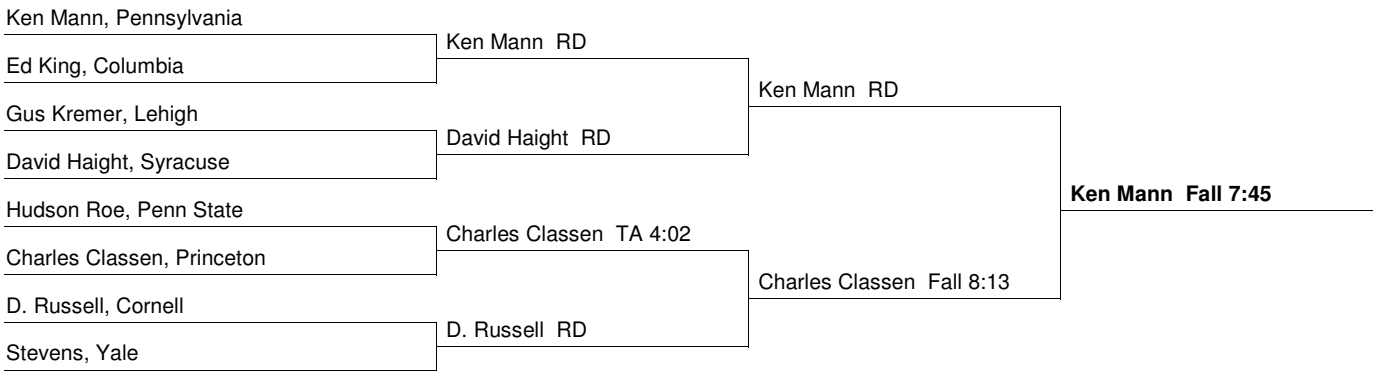 Ken Mann, Pennsylvania
Ken Mann  RD
Ed King, Columbia
Ken Mann  RD
Gus Kremer, Lehigh
David Haight  RD
David Haight, Syracuse
Ken Mann  Fall 7:45
Hudson Roe, Penn State
Charles Classen  TA 4:02
Charles Classen, Princeton
Charles Classen  Fall 8:13
D. Russell, Cornell
D. Russell  RD
Stevens, Yale